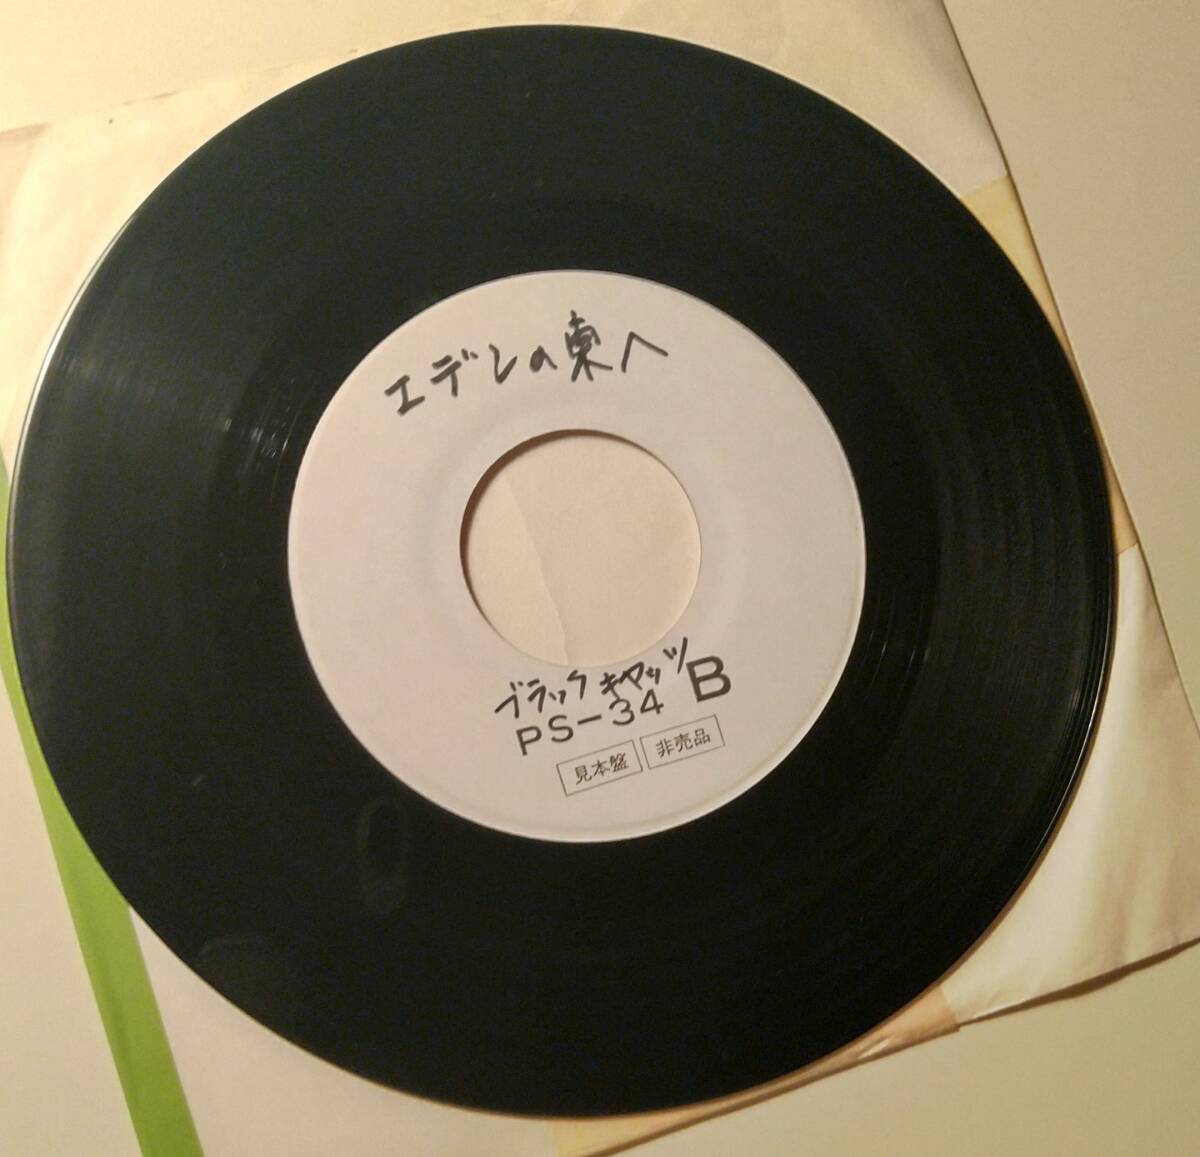 エデンの東へ
ブラックキャッツ
PS-34 B
見本盤 非売品